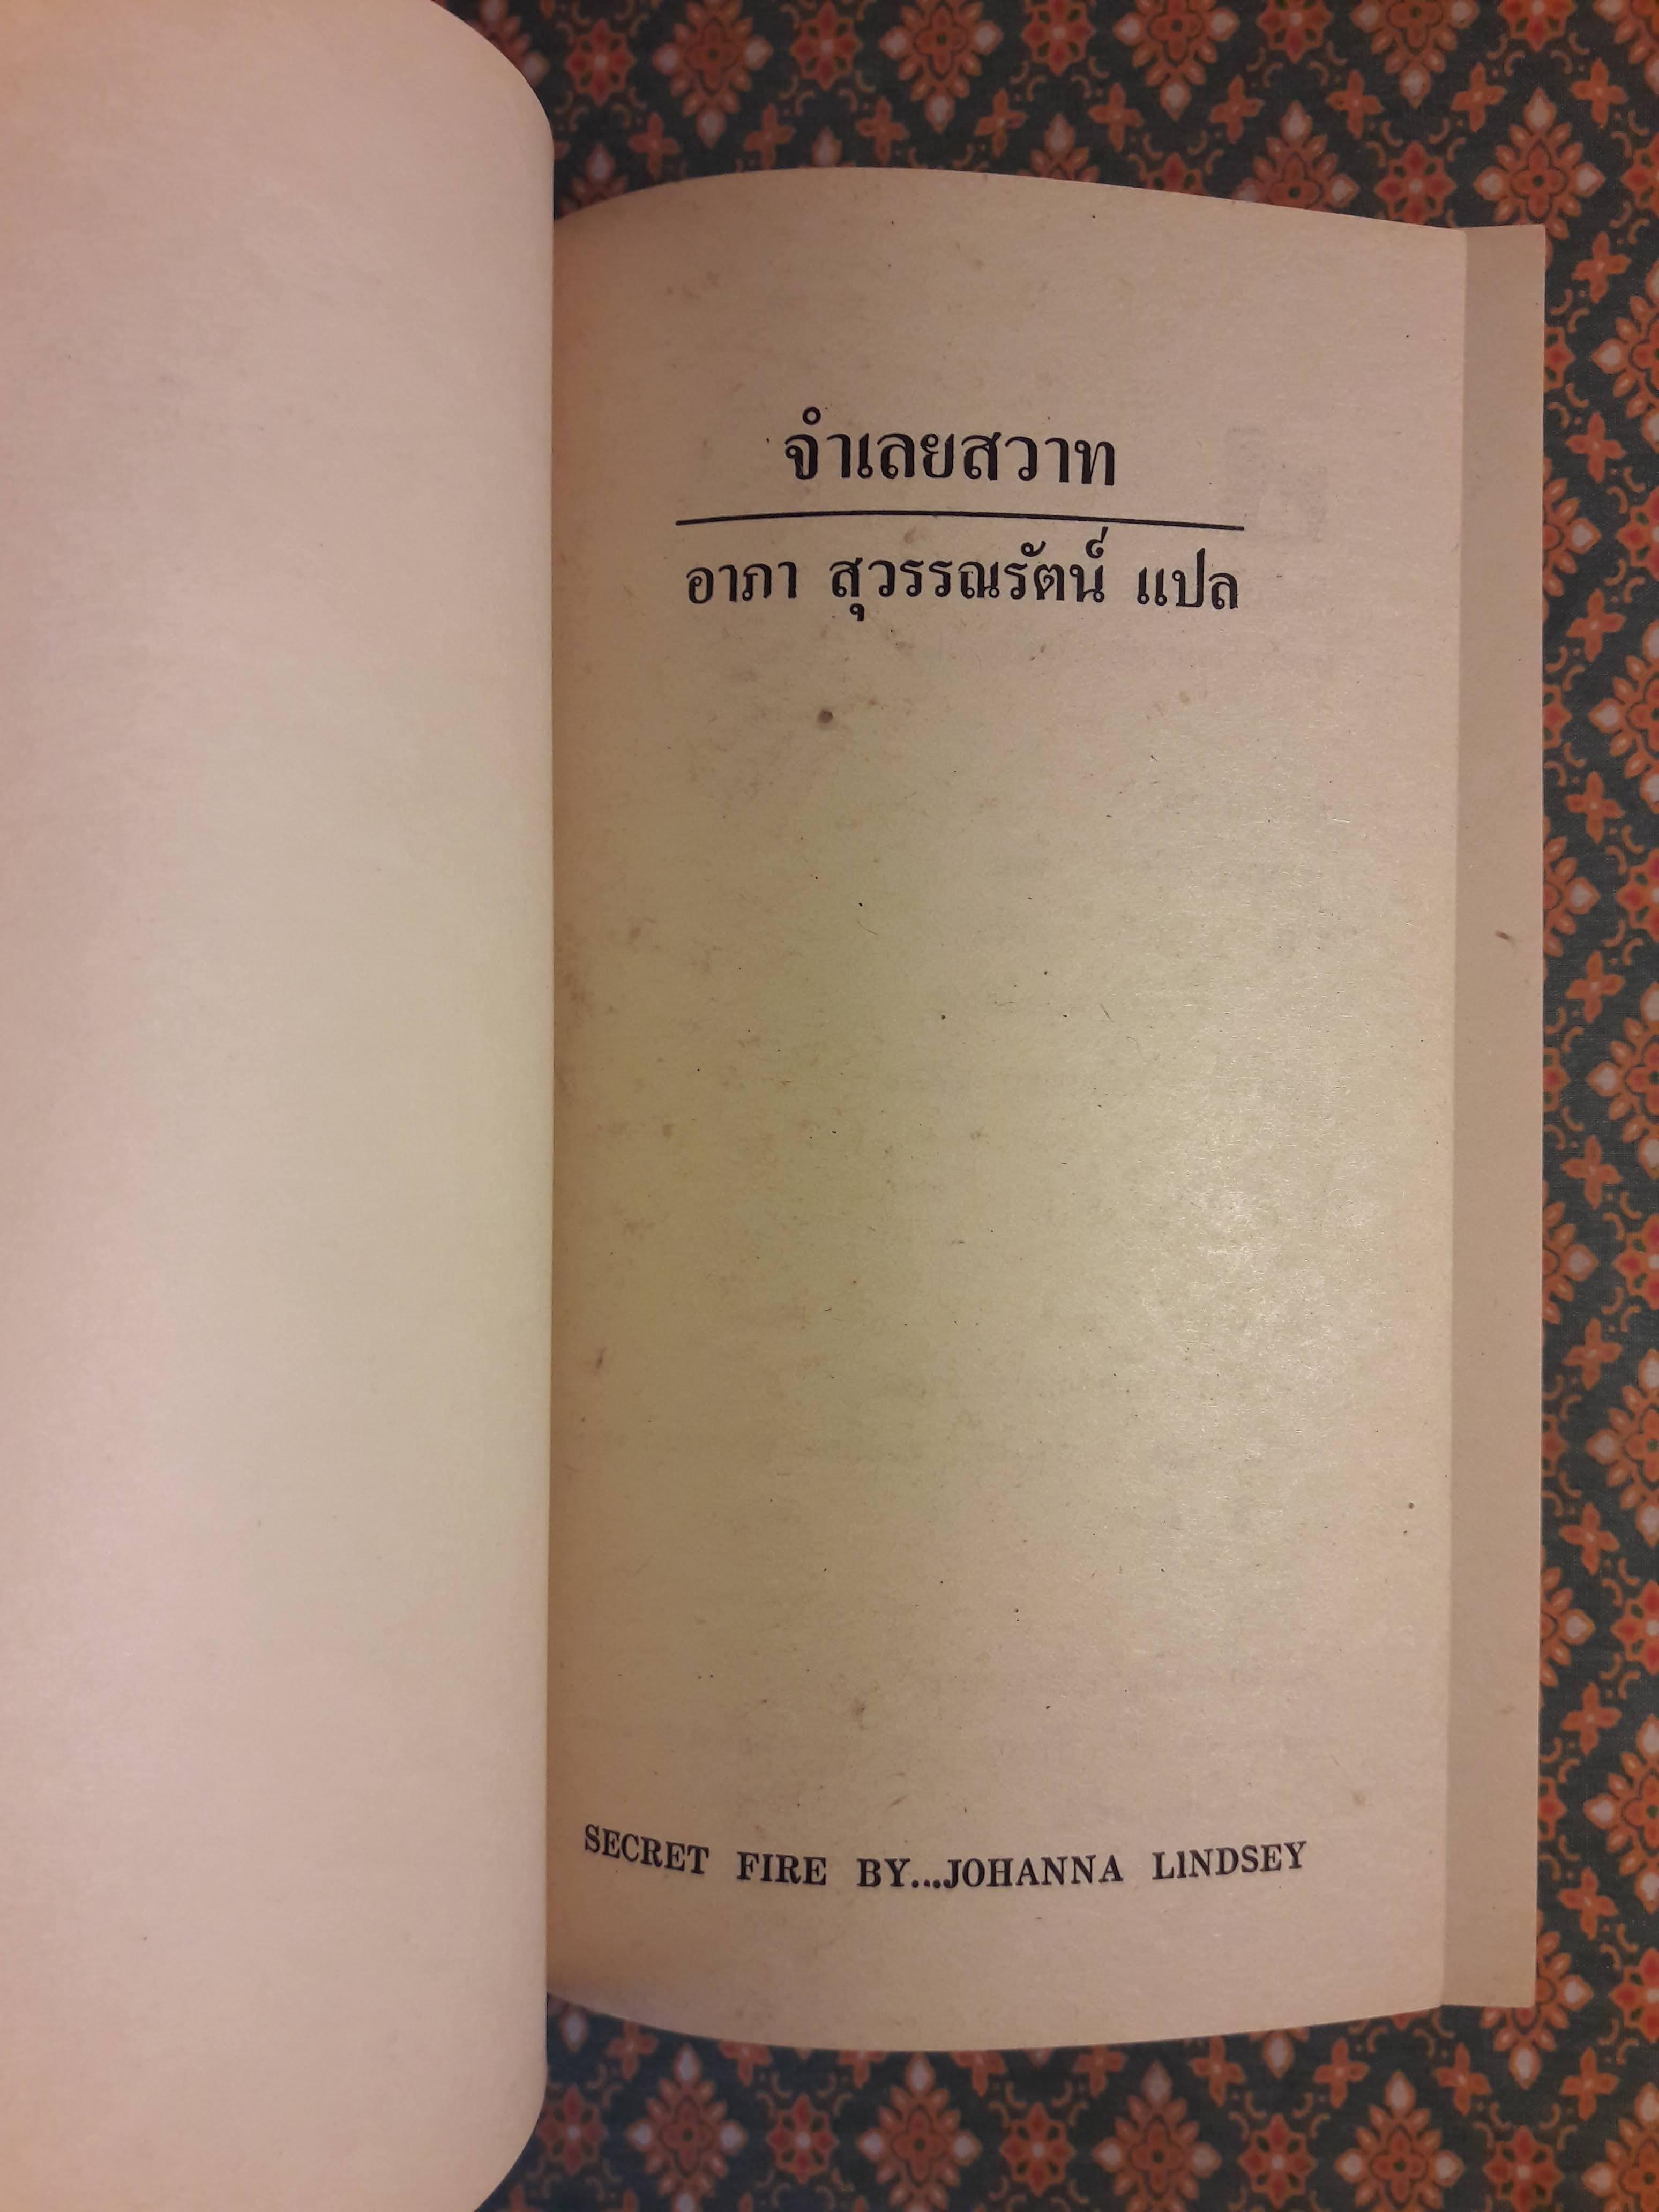 จำเลยสวาท
อาภา สุวรรณรัตน์ แปล
SECRET FIRE BY...JOHANNA LINDSEY